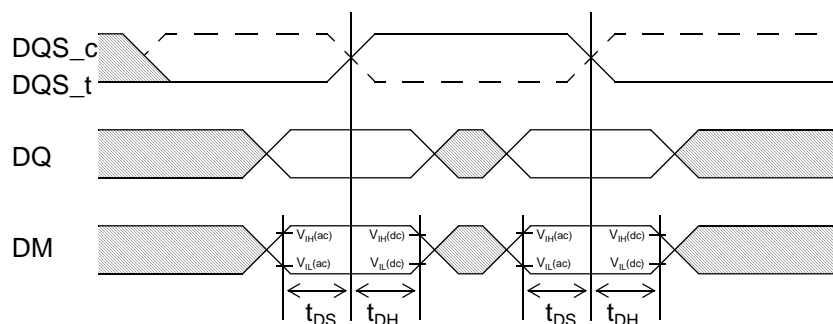 DQS_c
DQS_t
DQ
DM
VIH(ac) VIH(dc) VIH(ac) VIH(dc)
VIL(ac) VIL(dc) VIL(ac) VIL(dc)
tDS tDH tDS tDH